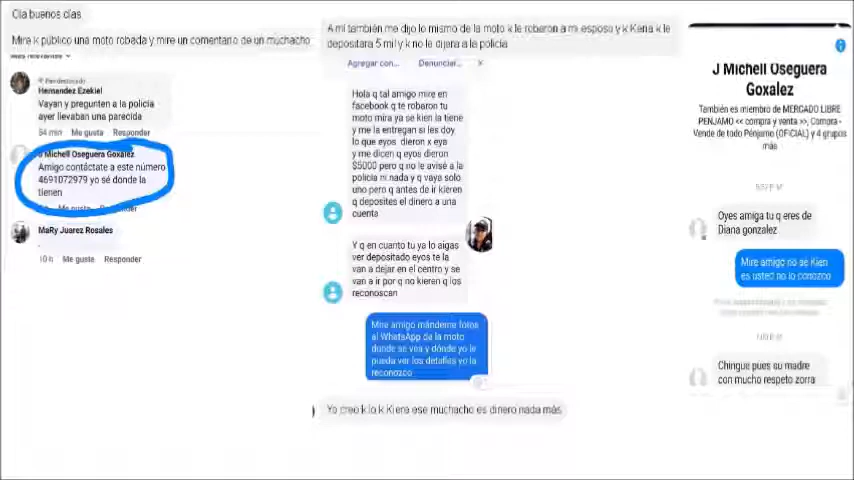 Cia buenos cias
Mire k público una moto robada y mire un comentario de un muchacho
Hernandez Ezekiel
Vayan y pregunten a la policía
ayer llevaban una parecida
54 min Me gusta Responder
J Michell Oseguera Goxalez
Amigo contáctate a este número
4691072979 yo sé donde la
tienen
Me gusta Responder
MaRy Juarez Rosales
.
10 h Me gusta Responder
A mi también me dijo lo mismo de la moto k le robaron a mi esposo y k Keria k le
depositara 5 mil y k no le dijera a la policía
Agregar con... Denunciar... ×
Hola q tal amigo mire en
facebook q te robaron tu
moto mira ya se kien la tiene
y me la entregan si les doy
lo que eyos dieron x eya
y me dicen q eyos dieron
$5000 pero q no le avisé a la
policía ni nada y q vaya solo
uno pero q antes de ir kieren
q deposites el dinero a una
cuenta
Y q en cuanto tu ya lo aigas
ver depositado eyos te la
van a dejar en el centro y se
van a ir por q no kieren q los
reconoscan
Mire amigo mándeme fotos
al WhatsApp de la moto
donde se vea y dónde yo le
pueda ver los detalles yo la
reconozco
Yo creo k lo k Kiere ese muchacho es dinero nada más
J Michell Oseguera
Goxalez
También es miembro de MERCADO LIBRE
PENJAMO << compra y venta >>, Compra -
Vende de todo Pénjamo (OFICIAL) y 4 grupos
más
Oyes amiga tu q eres de
Diana gonzalez
Mire amigo no se Kien
es usted no lo conozco
Chingue pues su madre
con mucho respeto zorra